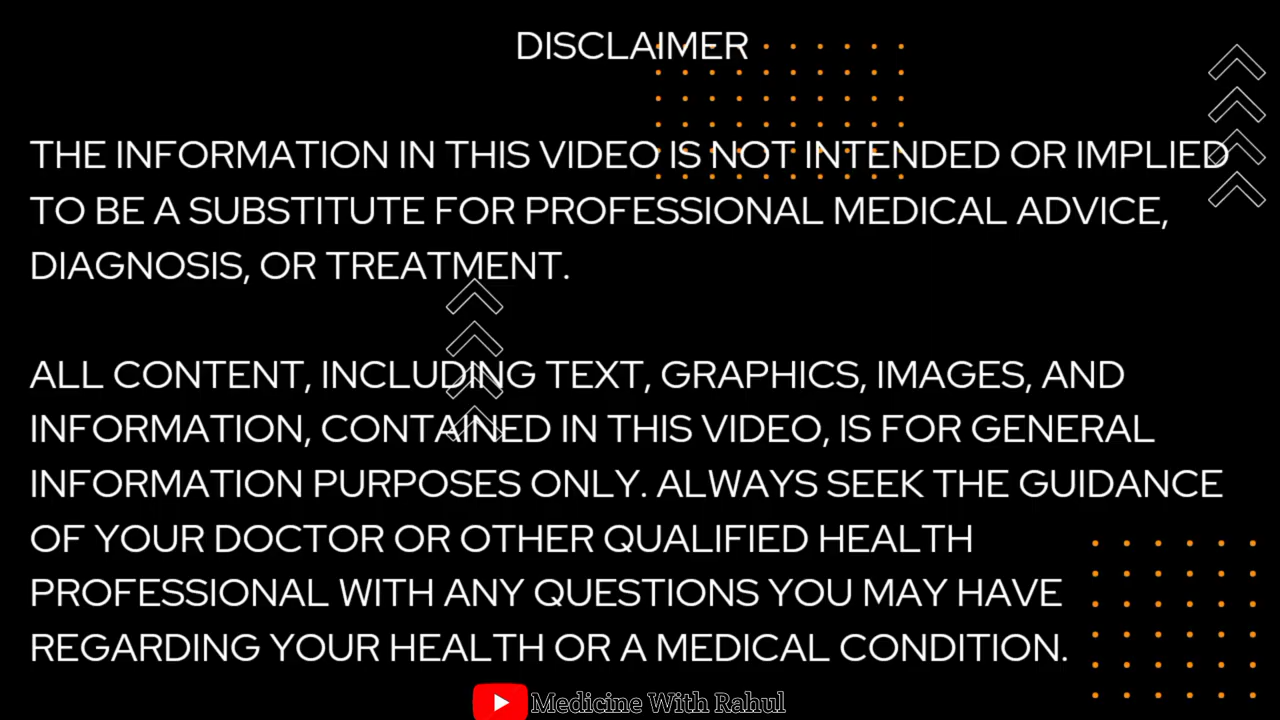 DISCLAIMER
THE INFORMATION IN THIS VIDEO IS NOT INTENDED OR IMPLIED
TO BE A SUBSTITUTE FOR PROFESSIONAL MEDICAL ADVICE,
DIAGNOSIS, OR TREATMENT.
ALL CONTENT, INCLUDING TEXT, GRAPHICS, IMAGES, AND
INFORMATION, CONTAINED IN THIS VIDEO, IS FOR GENERAL
INFORMATION PURPOSES ONLY. ALWAYS SEEK THE GUIDANCE
OF YOUR DOCTOR OR OTHER QUALIFIED HEALTH
PROFESSIONAL WITH ANY QUESTIONS YOU MAY HAVE
REGARDING YOUR HEALTH OR A MEDICAL CONDITION.
Medicine With Rahul